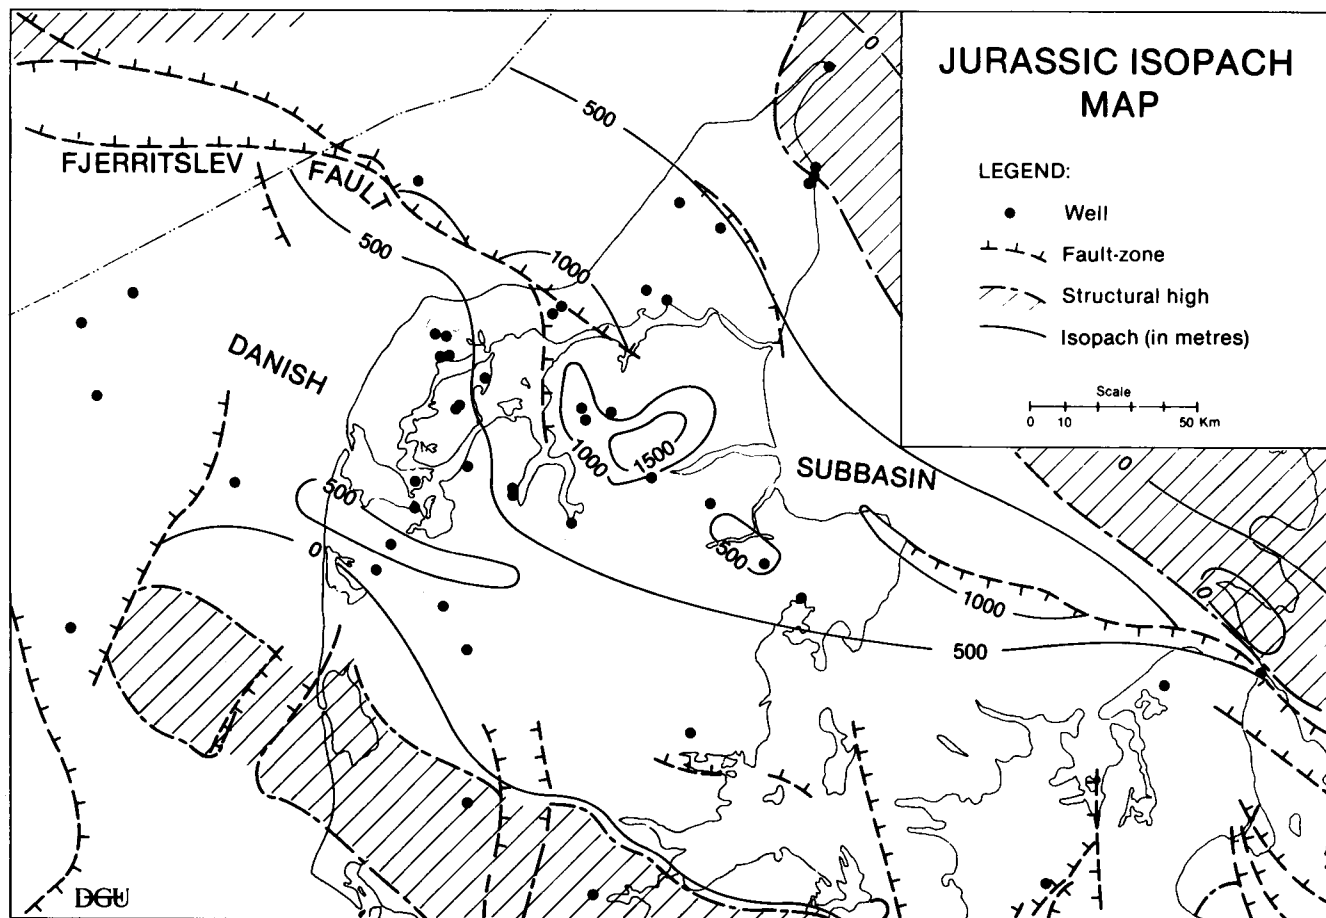 JURASSIC ISOPACH
MAP
LEGEND:
Well
Fault-zone
Structural high
Isopach (in metres)
Scale
0 10 50 Km
0
500
FJERRITSLEV FAULT
500
1000
DANISH
1000
1500
SUBBASIN
0
500
500
0
1000
0
500
DGU